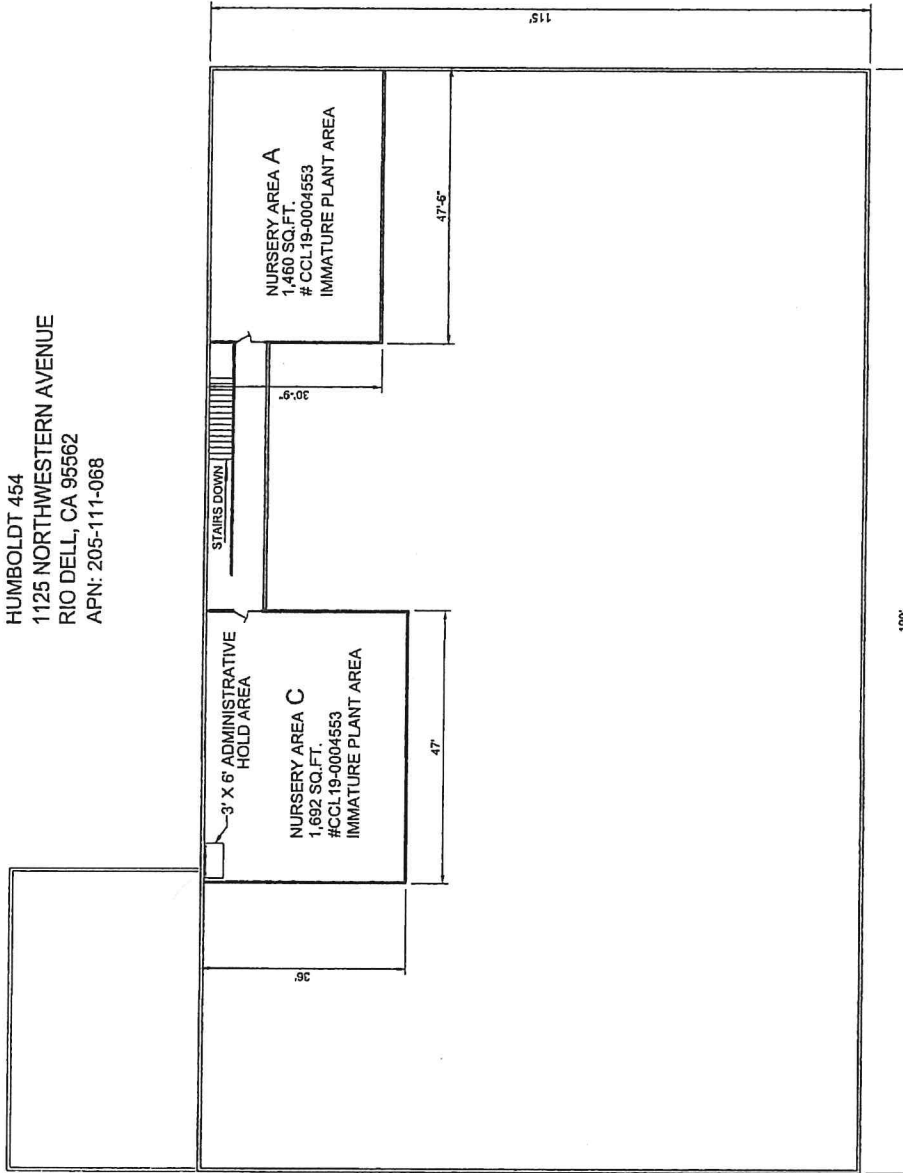 HUMBOLDT 454
1125 NORTHWESTERN AVENUE
RIO DELL, CA 95562
APN: 205-111-068
115'
NURSERY AREA A
1,460 SQ.FT.
# CCL19-0004553
IMMATURE PLANT AREA
47'-6"
30'-9"
STAIRS DOWN
3' X 6' ADMINISTRATIVE
HOLD AREA
NURSERY AREA C
1,692 SQ.FT.
#CCL19-0004553
IMMATURE PLANT AREA
47'
36'